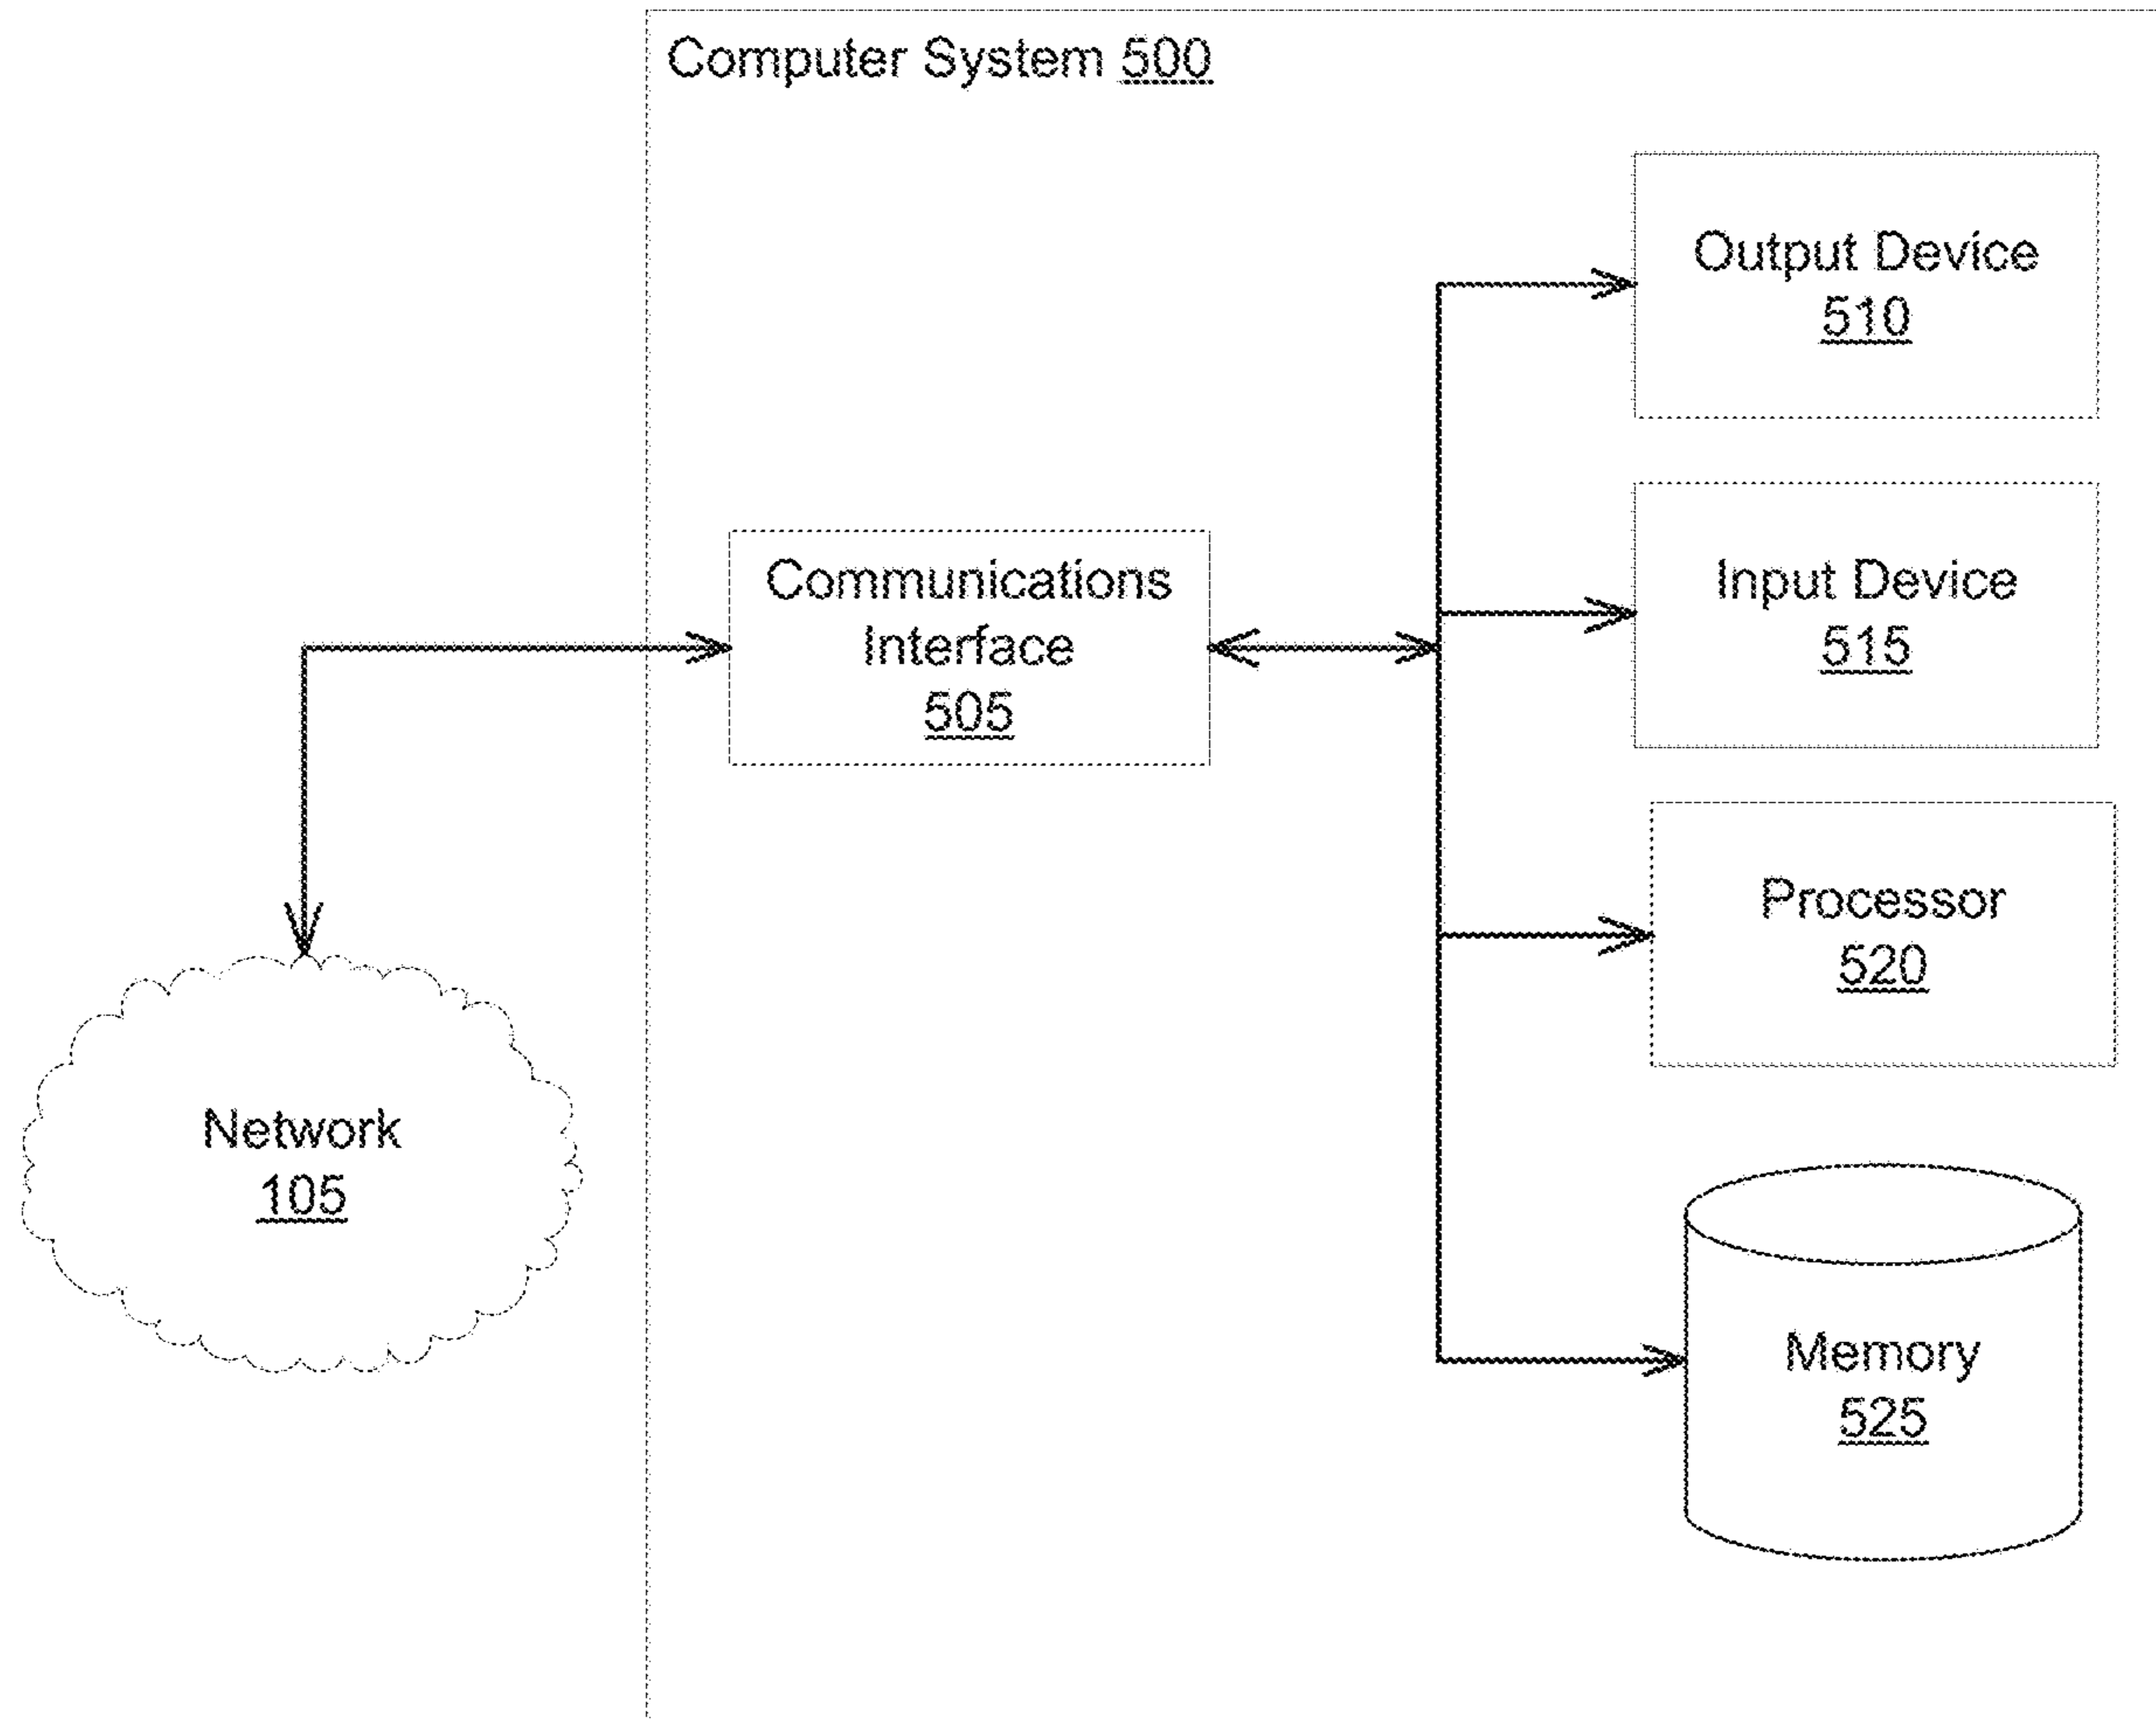 Computer System 500
Output Device
510
Input Device
515
Communications
Interface
505
Processor
520
Network
105
Memory
525